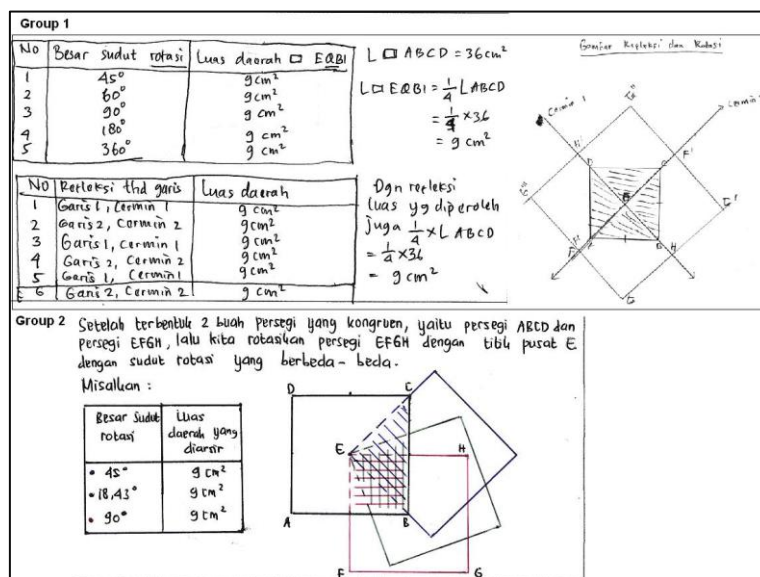 Group 1
No | Besar sudut rotasi | Luas daerah □ EQBI
1 | 45° | 9 cm²
2 | 60° | 9 cm²
3 | 90° | 9 cm²
4 | 180° | 9 cm²
5 | 360° | 9 cm²
L □ ABCD = 36 cm²
L □ EQBI = 1/4 L ABCD
= 1/4 × 36
= 9 cm²
No | Refleksi thd garis | Luas daerah
1 | Garis 1, Cermin 1 | 9 cm²
2 | Garis 2, Cermin 2 | 9 cm²
3 | Garis 1, Cermin 1 | 9 cm²
4 | Garis 2, Cermin 2 | 9 cm²
5 | Garis 1, Cermin 1 | 9 cm²
6 | Garis 2, Cermin 2 | 9 cm²
Dgn refleksi
luas yg diperoleh
juga 1/4 × L ABCD
= 1/4 × 36
= 9 cm²
Gambar Refleksi dan Rotasi
Cermin 1
Cermin
D
C
F'
A
B
H
G'
G
Group 2
Setelah terbentuk 2 buah persegi yang kongruen, yaitu persegi ABCD dan
persegi EFGH, lalu kita rotasikan persegi EFGH dengan titik pusat E
dengan sudut rotasi yang berbeda-beda.
Misalkan :
Besar Sudut rotasi | Luas daerah yang diarsir
• 45° | 9 cm²
• 18,43° | 9 cm²
• 90° | 9 cm²
D
C
E
H
A
B
F
G